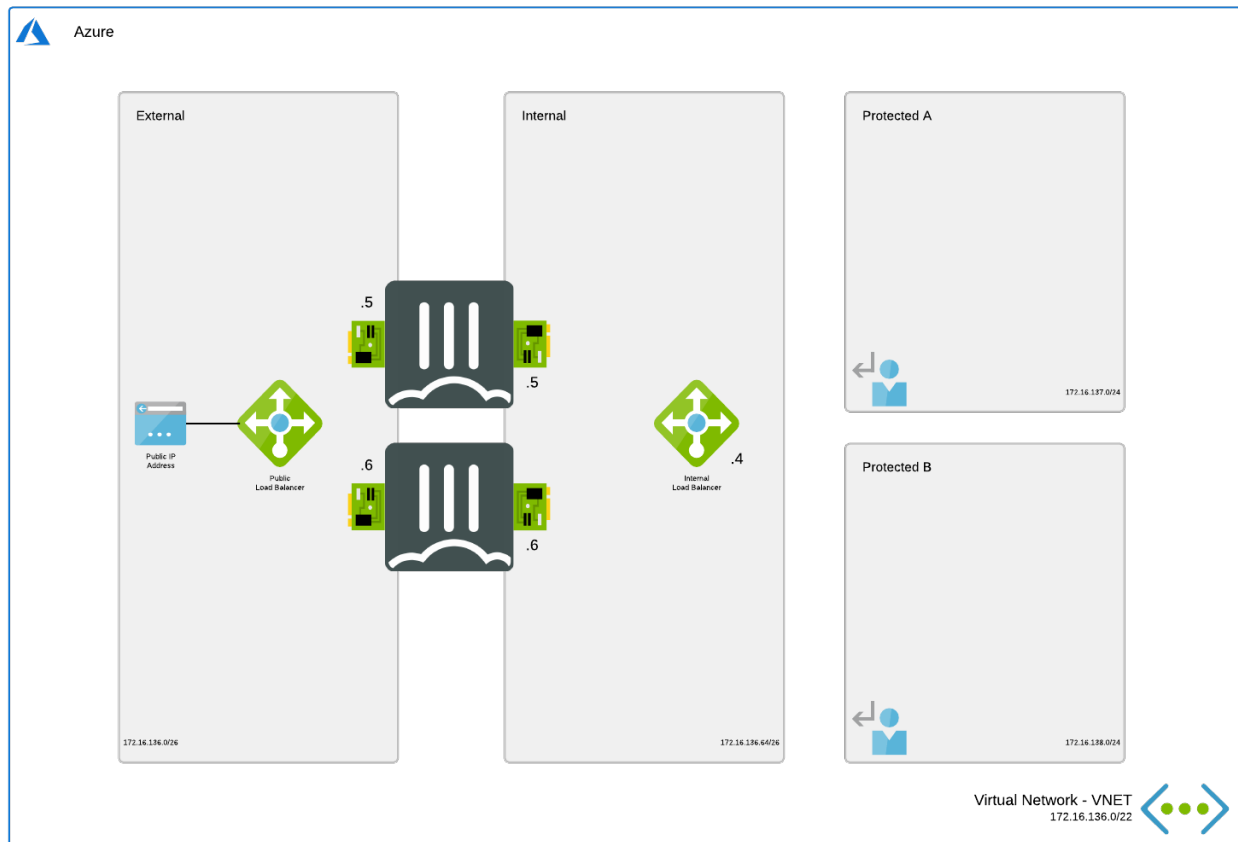 Azure
External
Internal
Protected A
.5
.5
172.16.137.0/24
Public IP
Address
Public
Load Balancer
.6
.6
Internal
Load Balancer
.4
Protected B
172.16.136.0/26
172.16.136.64/26
172.16.138.0/24
Virtual Network - VNET
172.16.136.0/22